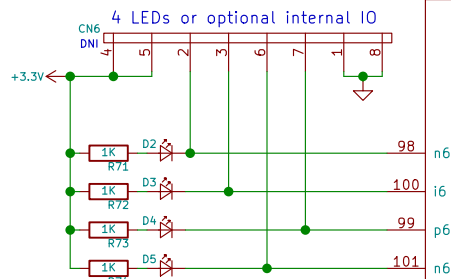 4 LEDs or optional internal IO
CN6
DNI
4 5 2 3 6 7 1 8
+3.3V
1K D2 98 n6
R71
1K D3 100 i6
R72
1K D4 99 p6
R73
1K D5 101 n6